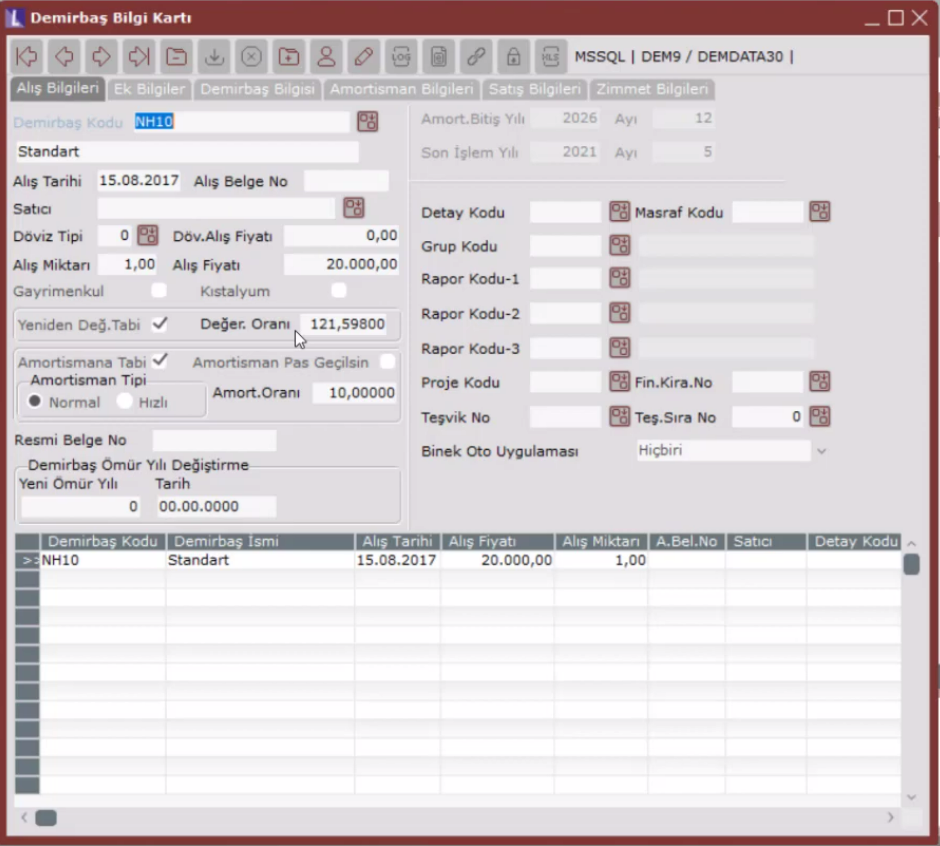 Demirbaş Bilgi Kartı
LOG
XLS
MSSQL | DEM9 / DEMDATA30 |
Alış Bilgileri Ek Bilgiler Demirbaş Bilgisi Amortisman Bilgileri Satış Bilgileri Zimmet Bilgileri
Demirbaş Kodu NH10
Standart
Alış Tarihi 15.08.2017 Alış Belge No
Satıcı
Döviz Tipi 0 Döv.Alış Fiyatı 0,00
Alış Miktarı 1,00 Alış Fiyatı 20.000,00
Gayrimenkul Kıstalyum
Yeniden Değ.Tabi Değer. Oranı 121,59800
Amortismana Tabi Amortisman Pas Geçilsin
Amortisman Tipi
Normal Hızlı Amort.Oranı 10,00000
Resmi Belge No
Demirbaş Ömür Yılı Değiştirme
Yeni Ömür Yılı Tarih
0 00.00.0000
Amort.Bitiş Yılı 2026 Ayı 12
Son İşlem Yılı 2021 Ayı 5
Detay Kodu Masraf Kodu
Grup Kodu
Rapor Kodu-1
Rapor Kodu-2
Rapor Kodu-3
Proje Kodu Fin.Kira.No
Teşvik No Teş.Sıra No 0
Binek Oto Uygulaması Hiçbiri
Demirbaş Kodu Demirbaş İsmi Alış Tarihi Alış Fiyatı Alış Miktarı A.Bel.No Satıcı Detay Kodu
>> NH10 Standart 15.08.2017 20.000,00 1,00